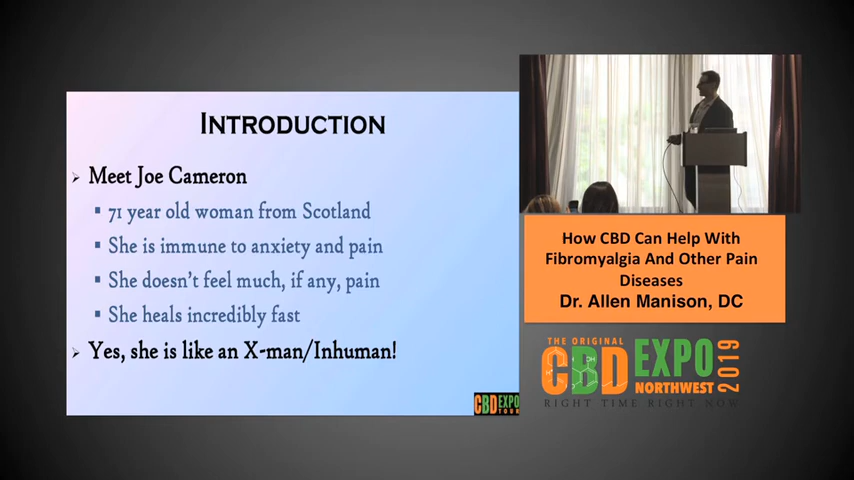 INTRODUCTION
Meet Joe Cameron
71 year old woman from Scotland
She is immune to anxiety and pain
She doesn't feel much, if any, pain
She heals incredibly fast
Yes, she is like an X-man/Inhuman!
CBD EXPO
TOUR
How CBD Can Help With
Fibromyalgia And Other Pain
Diseases
Dr. Allen Manison, DC
THE ORIGINAL
CBD EXPO
NORTHWEST
2019
RIGHT TIME RIGHT NOW